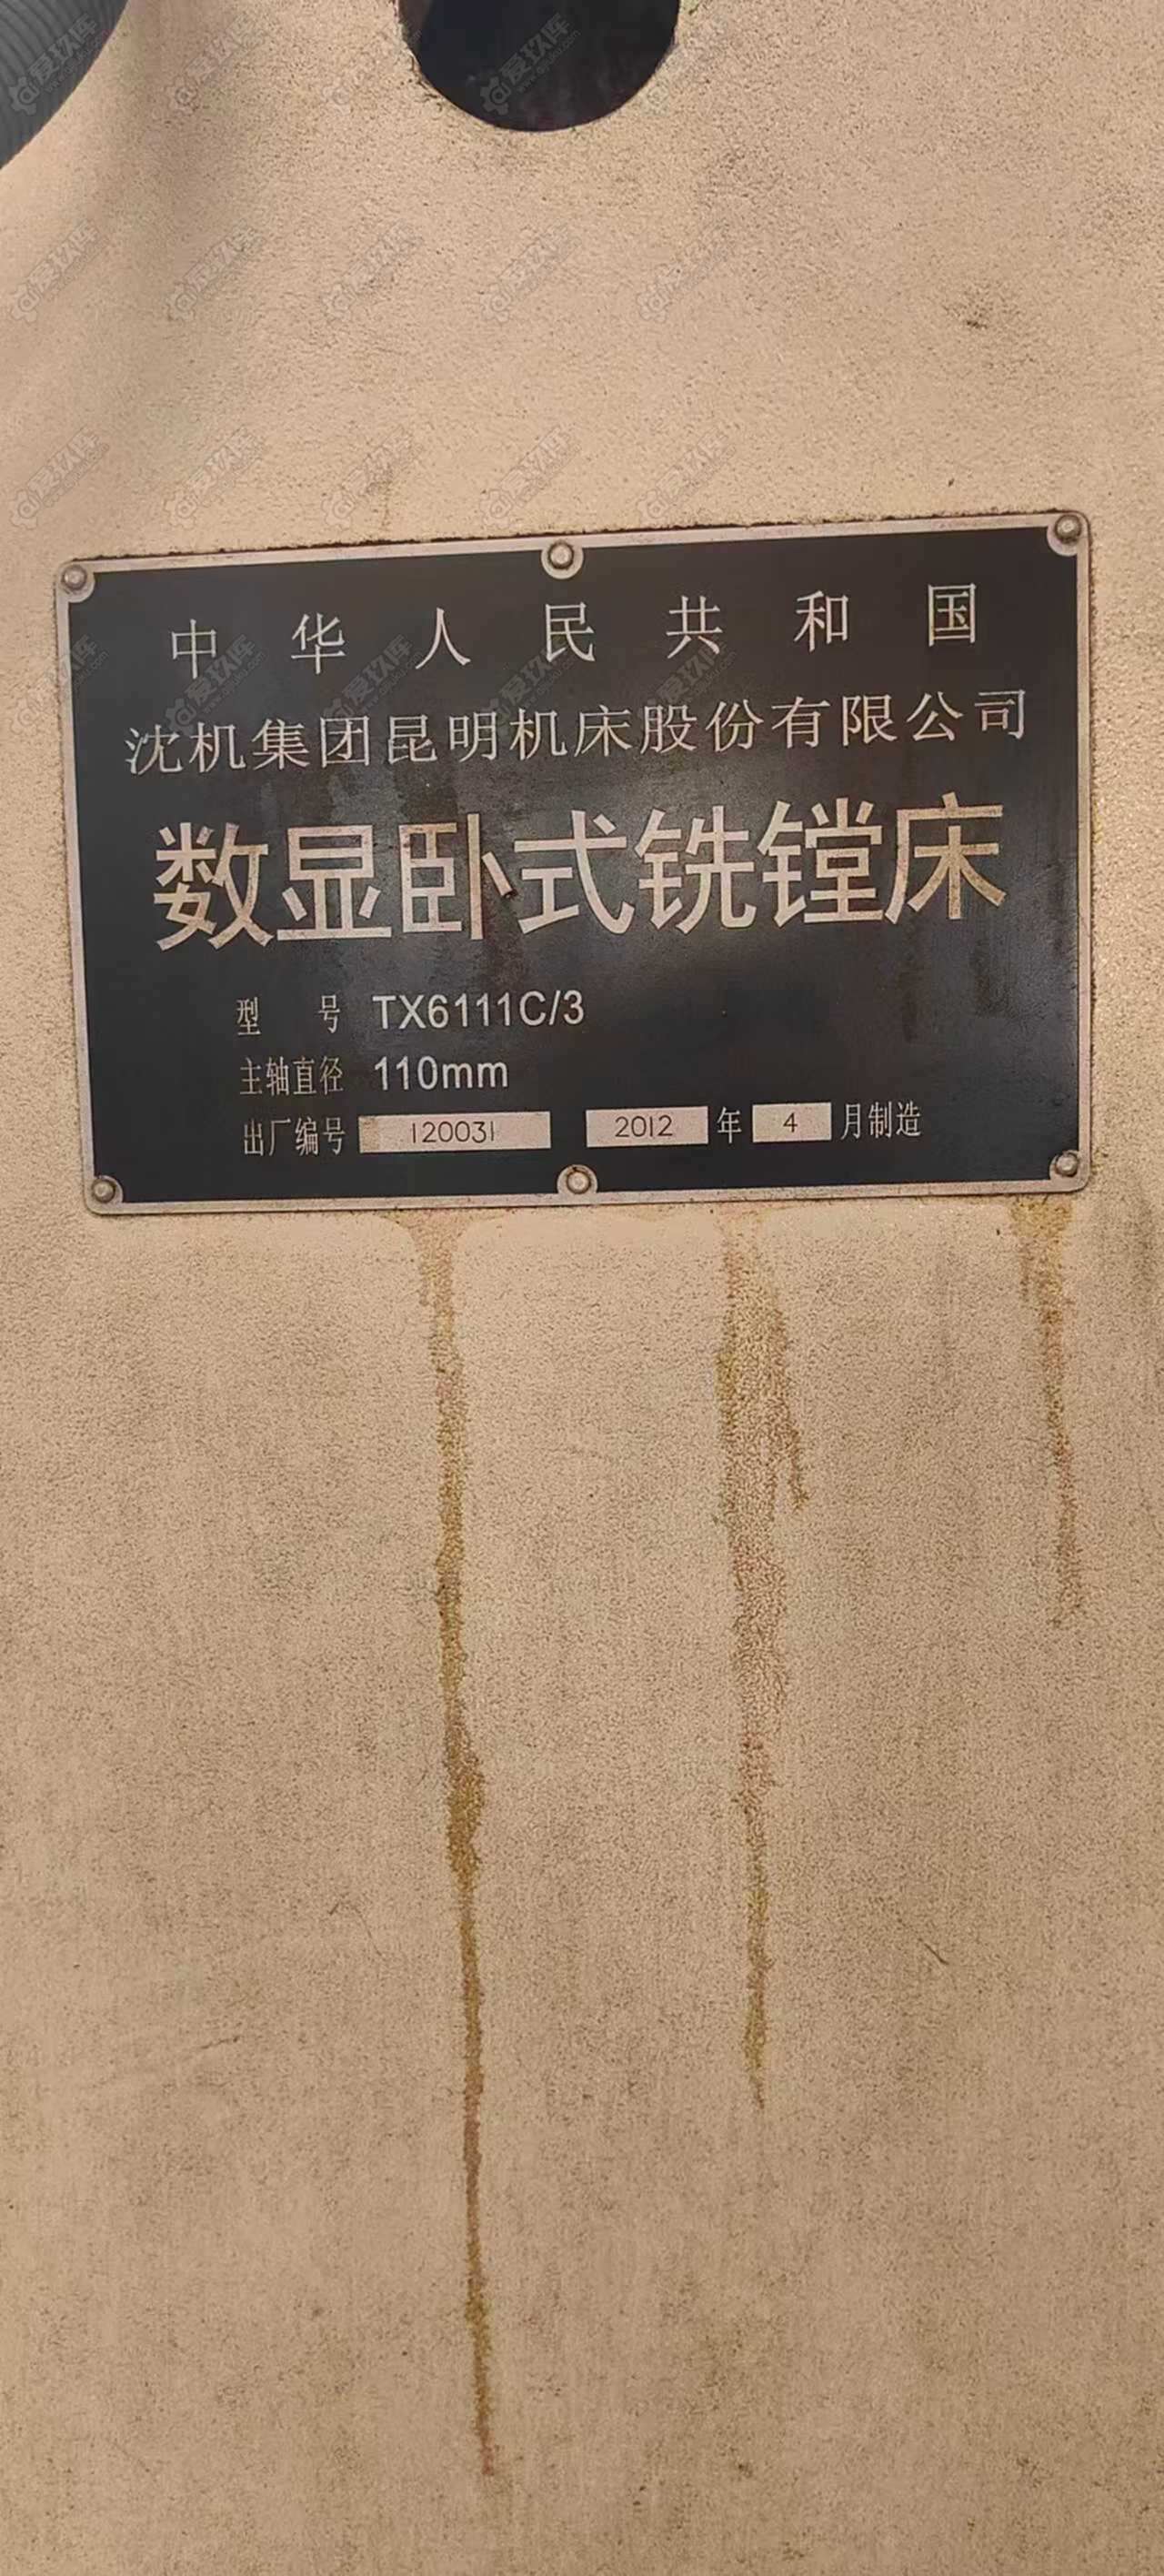 中华人民共和国
沈机集团昆明机床股份有限公司
数显卧式铣镗床
型 号 TX6111C/3
主轴直径 110mm
出厂编号 120031 2012 年 4 月制造